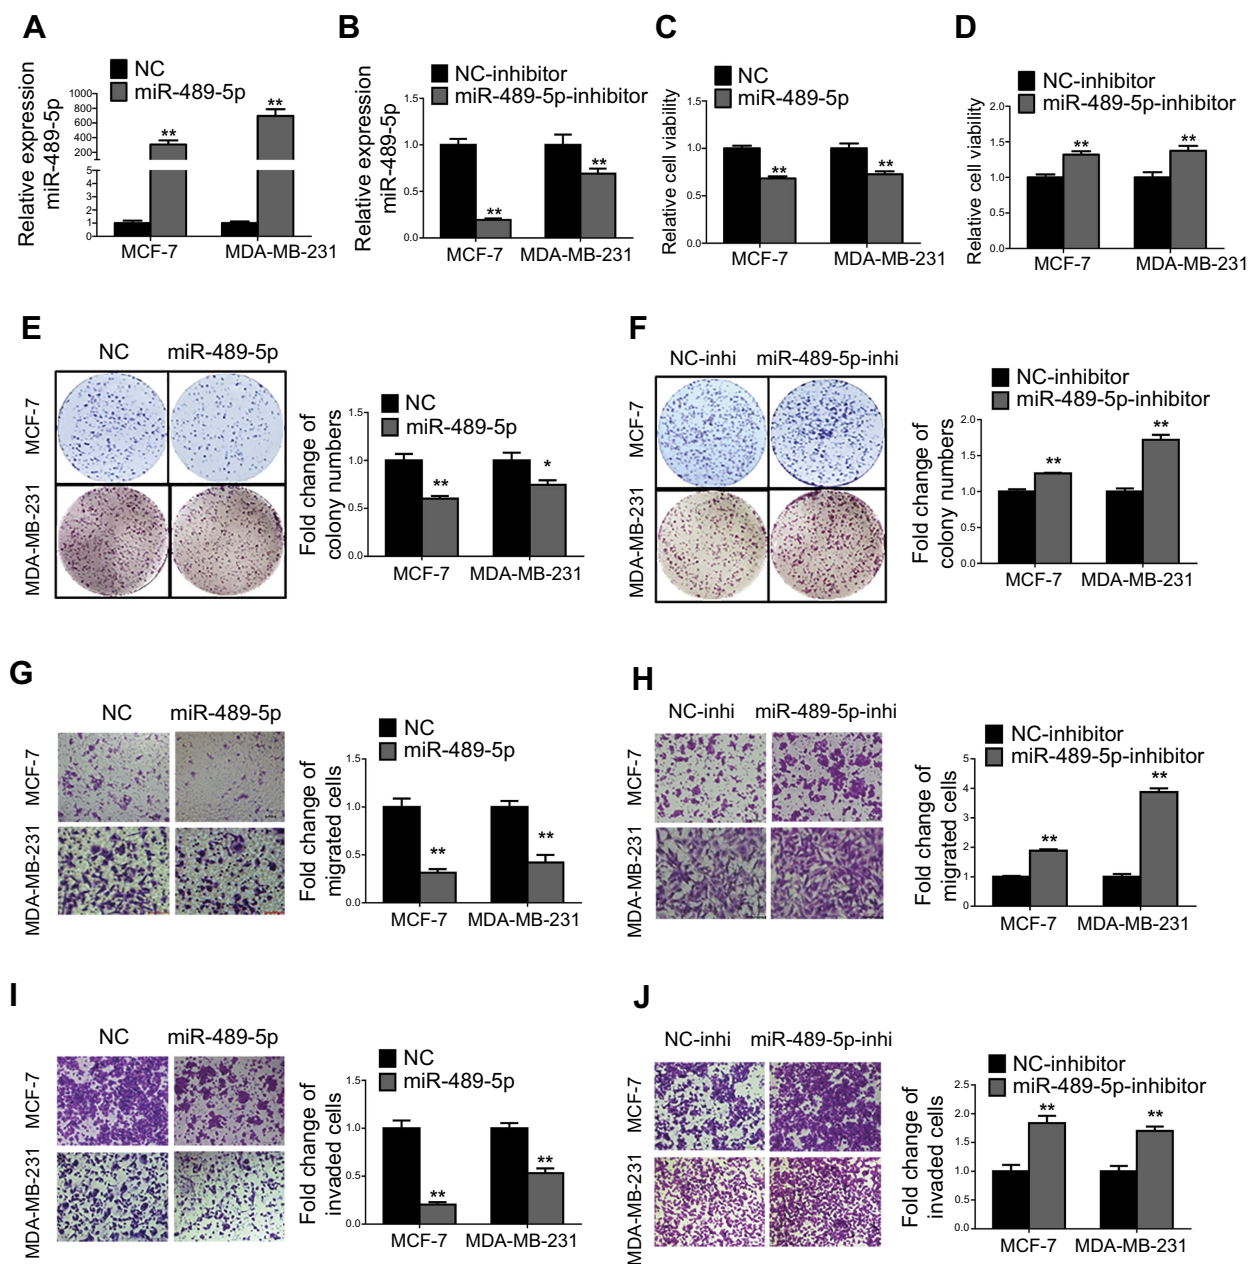 A
NC
miR-489-5p
Relative expression
miR-489-5p
1000
800
600
400
200
5
4
3
2
1
0
**
**
MCF-7
MDA-MB-231
B
NC-inhibitor
miR-489-5p-inhibitor
Relative expression
miR-489-5p
1.5
1.0
0.5
0.0
**
**
MCF-7
MDA-MB-231
C
NC
miR-489-5p
Relative cell viability
1.5
1.0
0.5
0.0
**
**
MCF-7
MDA-MB-231
D
NC-inhibitor
miR-489-5p-inhibitor
Relative cell viability
2.0
1.5
1.0
0.5
0.0
**
**
MCF-7
MDA-MB-231
E
NC
miR-489-5p
MCF-7
MDA-MB-231
NC
miR-489-5p
Fold change of
colony numbers
1.5
1.0
0.5
0.0
**
*
MCF-7
MDA-MB-231
F
NC-inhi
miR-489-5p-inhi
MCF-7
MDA-MB-231
NC-inhibitor
miR-489-5p-inhibitor
Fold change of
colony numbers
2.0
1.5
1.0
0.5
0.0
**
**
MCF-7
MDA-MB-231
G
NC
miR-489-5p
MCF-7
MDA-MB-231
NC
miR-489-5p
Fold change of
migrated cells
1.5
1.0
0.5
0.0
**
**
MCF-7
MDA-MB-231
H
NC-inhi
miR-489-5p-inhi
MCF-7
MDA-MB-231
NC-inhibitor
miR-489-5p-inhibitor
Fold change of
migrated cells
5
4
3
2
1
0
**
**
MCF-7
MDA-MB-231
I
NC
miR-489-5p
MCF-7
MDA-MB-231
NC
miR-489-5p
Fold change of
invaded cells
1.5
1.0
0.5
0.0
**
**
MCF-7
MDA-MB-231
J
NC-inhi
miR-489-5p-inhi
MCF-7
MDA-MB-231
NC-inhibitor
miR-489-5p-inhibitor
Fold change of
invaded cells
2.5
2.0
1.5
1.0
0.5
0.0
**
**
MCF-7
MDA-MB-231